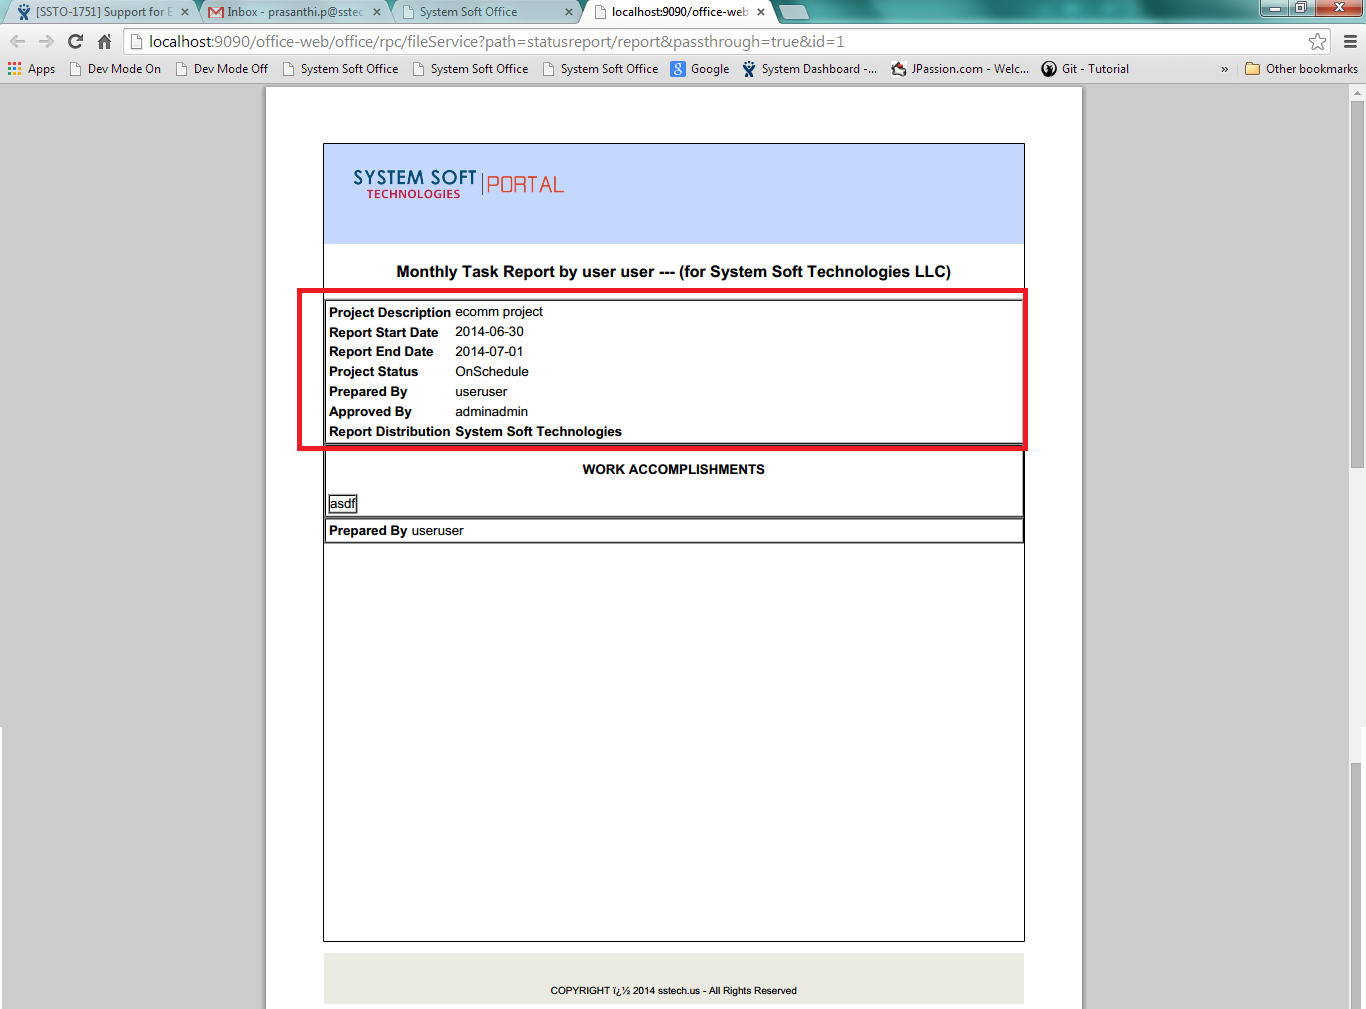 [SSTO-1751] Support for E
Inbox - prasanthi.p@sstec
System Soft Office
localhost:9090/office-web
localhost:9090/office-web/office/rpc/fileService?path=statusreport/report&passthrough=true&id=1
Apps Dev Mode On Dev Mode Off System Soft Office System Soft Office System Soft Office Google System Dashboard -... JPassion.com - Welc... Git - Tutorial » Other bookmarks
SYSTEM SOFT
TECHNOLOGIES
PORTAL
Monthly Task Report by user user --- (for System Soft Technologies LLC)
Project Description ecomm project
Report Start Date 2014-06-30
Report End Date 2014-07-01
Project Status OnSchedule
Prepared By useruser
Approved By adminadmin
Report Distribution System Soft Technologies
WORK ACCOMPLISHMENTS
asdf
Prepared By useruser
COPYRIGHT ï¿½ 2014 sstech.us - All Rights Reserved